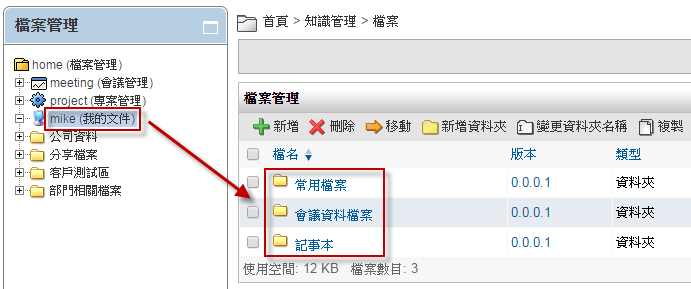 檔案管理
home (檔案管理)
meeting (會議管理)
project (專案管理)
mike (我的文件)
公司資料
分享檔案
客戶測試區
部門相關檔案
首頁 > 知識管理 > 檔案
檔案管理
新增 刪除 移動 新增資料夾 變更資料夾名稱 複製
檔名 版本 類型
常用檔案 0.0.0.1 資料夾
會議資料檔案 0.0.0.1 資料夾
記事本 0.0.0.1 資料夾
使用空間: 12 KB 檔案數目: 3